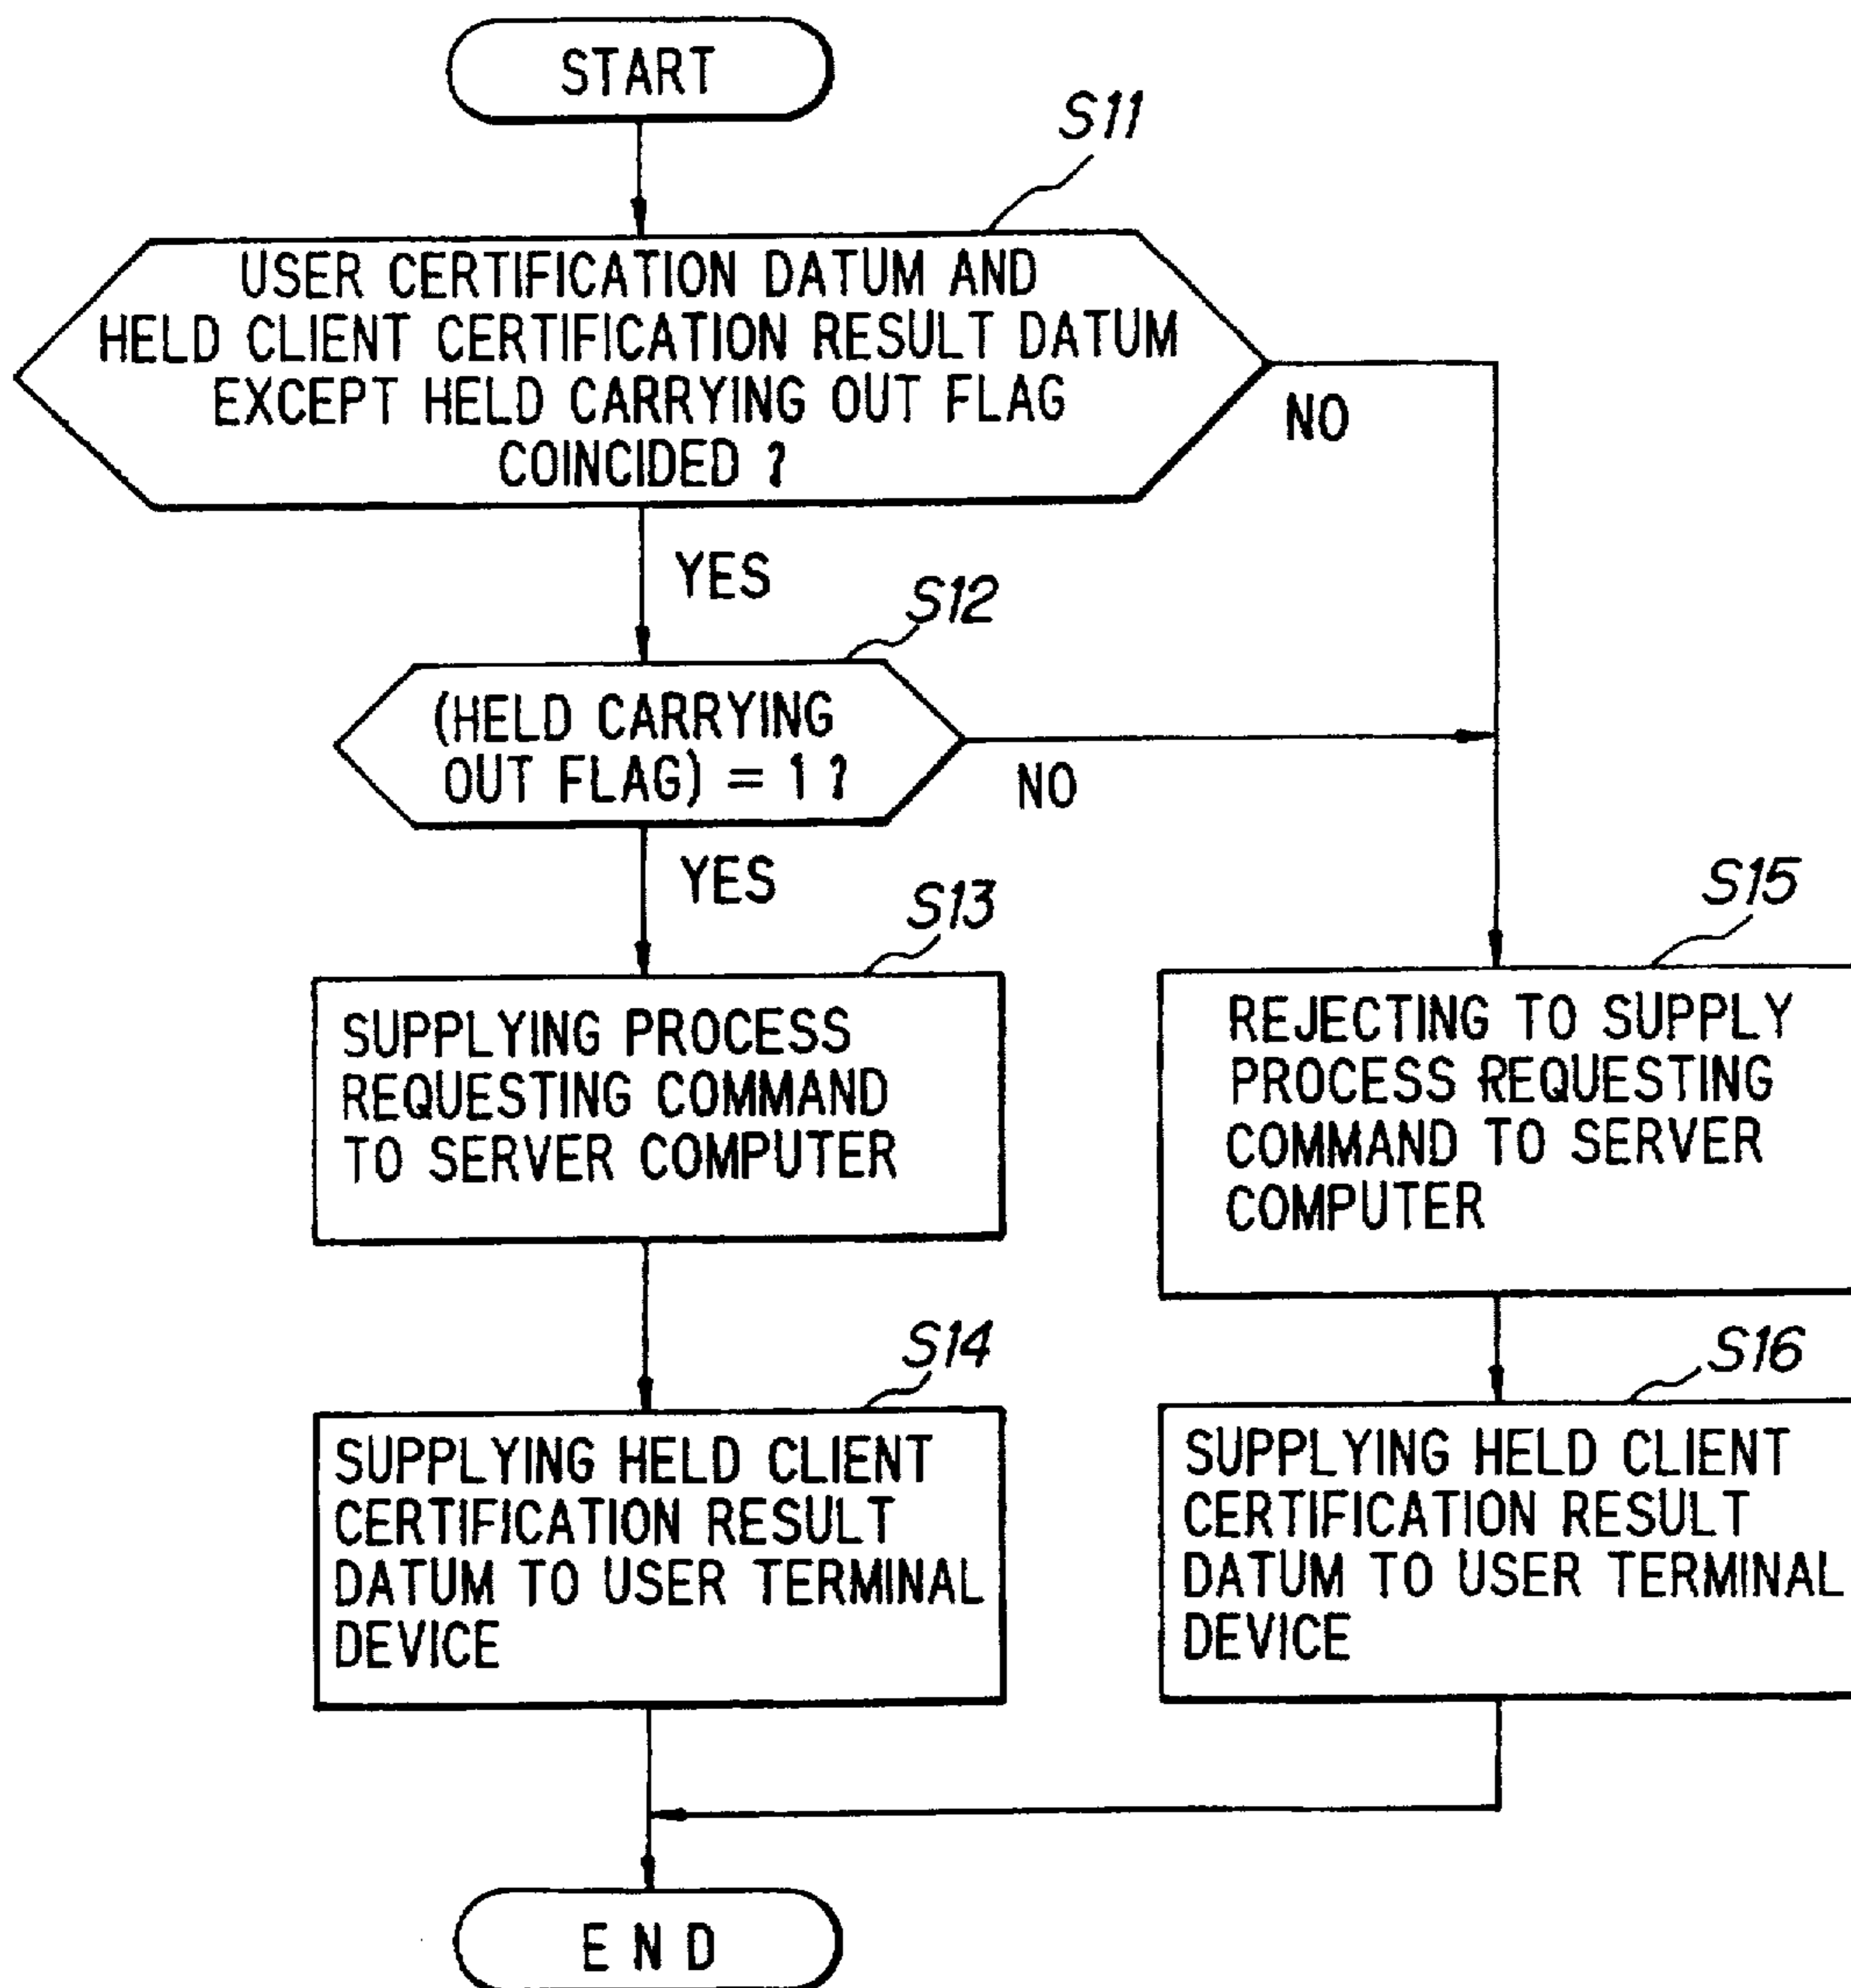 START
S11
USER CERTIFICATION DATUM AND
HELD CLIENT CERTIFICATION RESULT DATUM
EXCEPT HELD CARRYING OUT FLAG
COINCIDED ?
NO
YES
S12
(HELD CARRYING
OUT FLAG) = 1 ?
NO
YES
S13
SUPPLYING PROCESS
REQUESTING COMMAND
TO SERVER COMPUTER
S15
REJECTING TO SUPPLY
PROCESS REQUESTING
COMMAND TO SERVER
COMPUTER
S14
SUPPLYING HELD CLIENT
CERTIFICATION RESULT
DATUM TO USER TERMINAL
DEVICE
S16
SUPPLYING HELD CLIENT
CERTIFICATION RESULT
DATUM TO USER TERMINAL
DEVICE
END